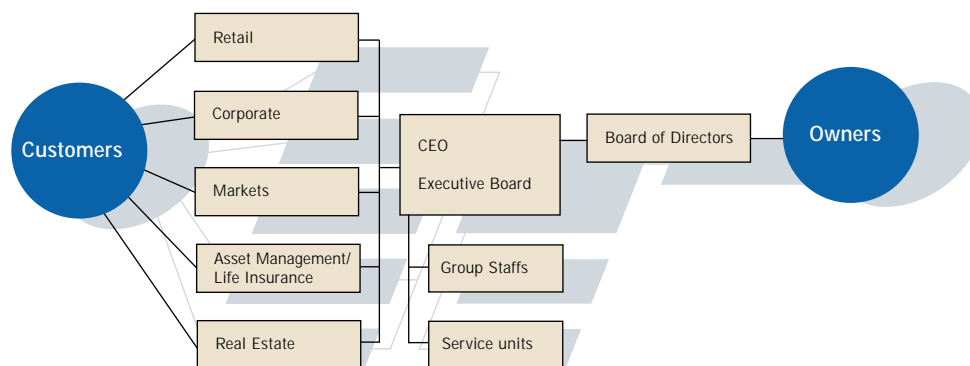 Customers
Retail
Corporate
Markets
Asset Management/
Life Insurance
Real Estate
CEO
Executive Board
Group Staffs
Service units
Board of Directors
Owners